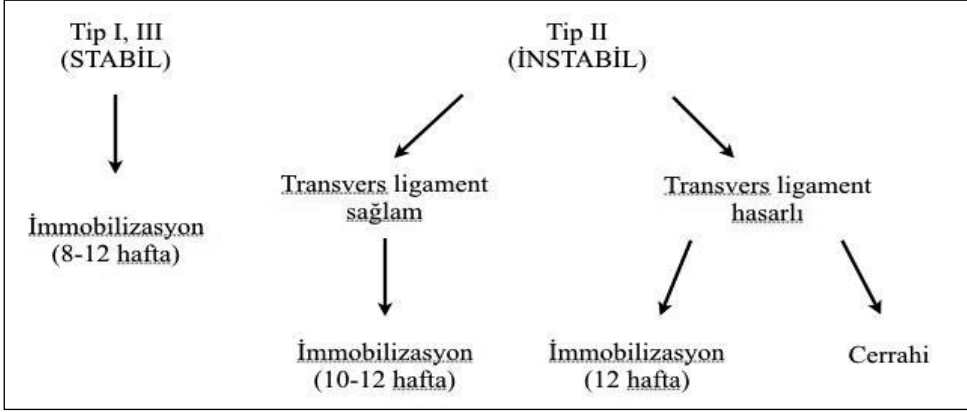 Tip I, III
(STABİL)
Tip II
(İNSTABİL)
Transvers ligament
sağlam
Transvers ligament
hasarlı
İmmobilizasyon
(8-12 hafta)
İmmobilizasyon
(10-12 hafta)
İmmobilizasyon
(12 hafta)
Cerrahi